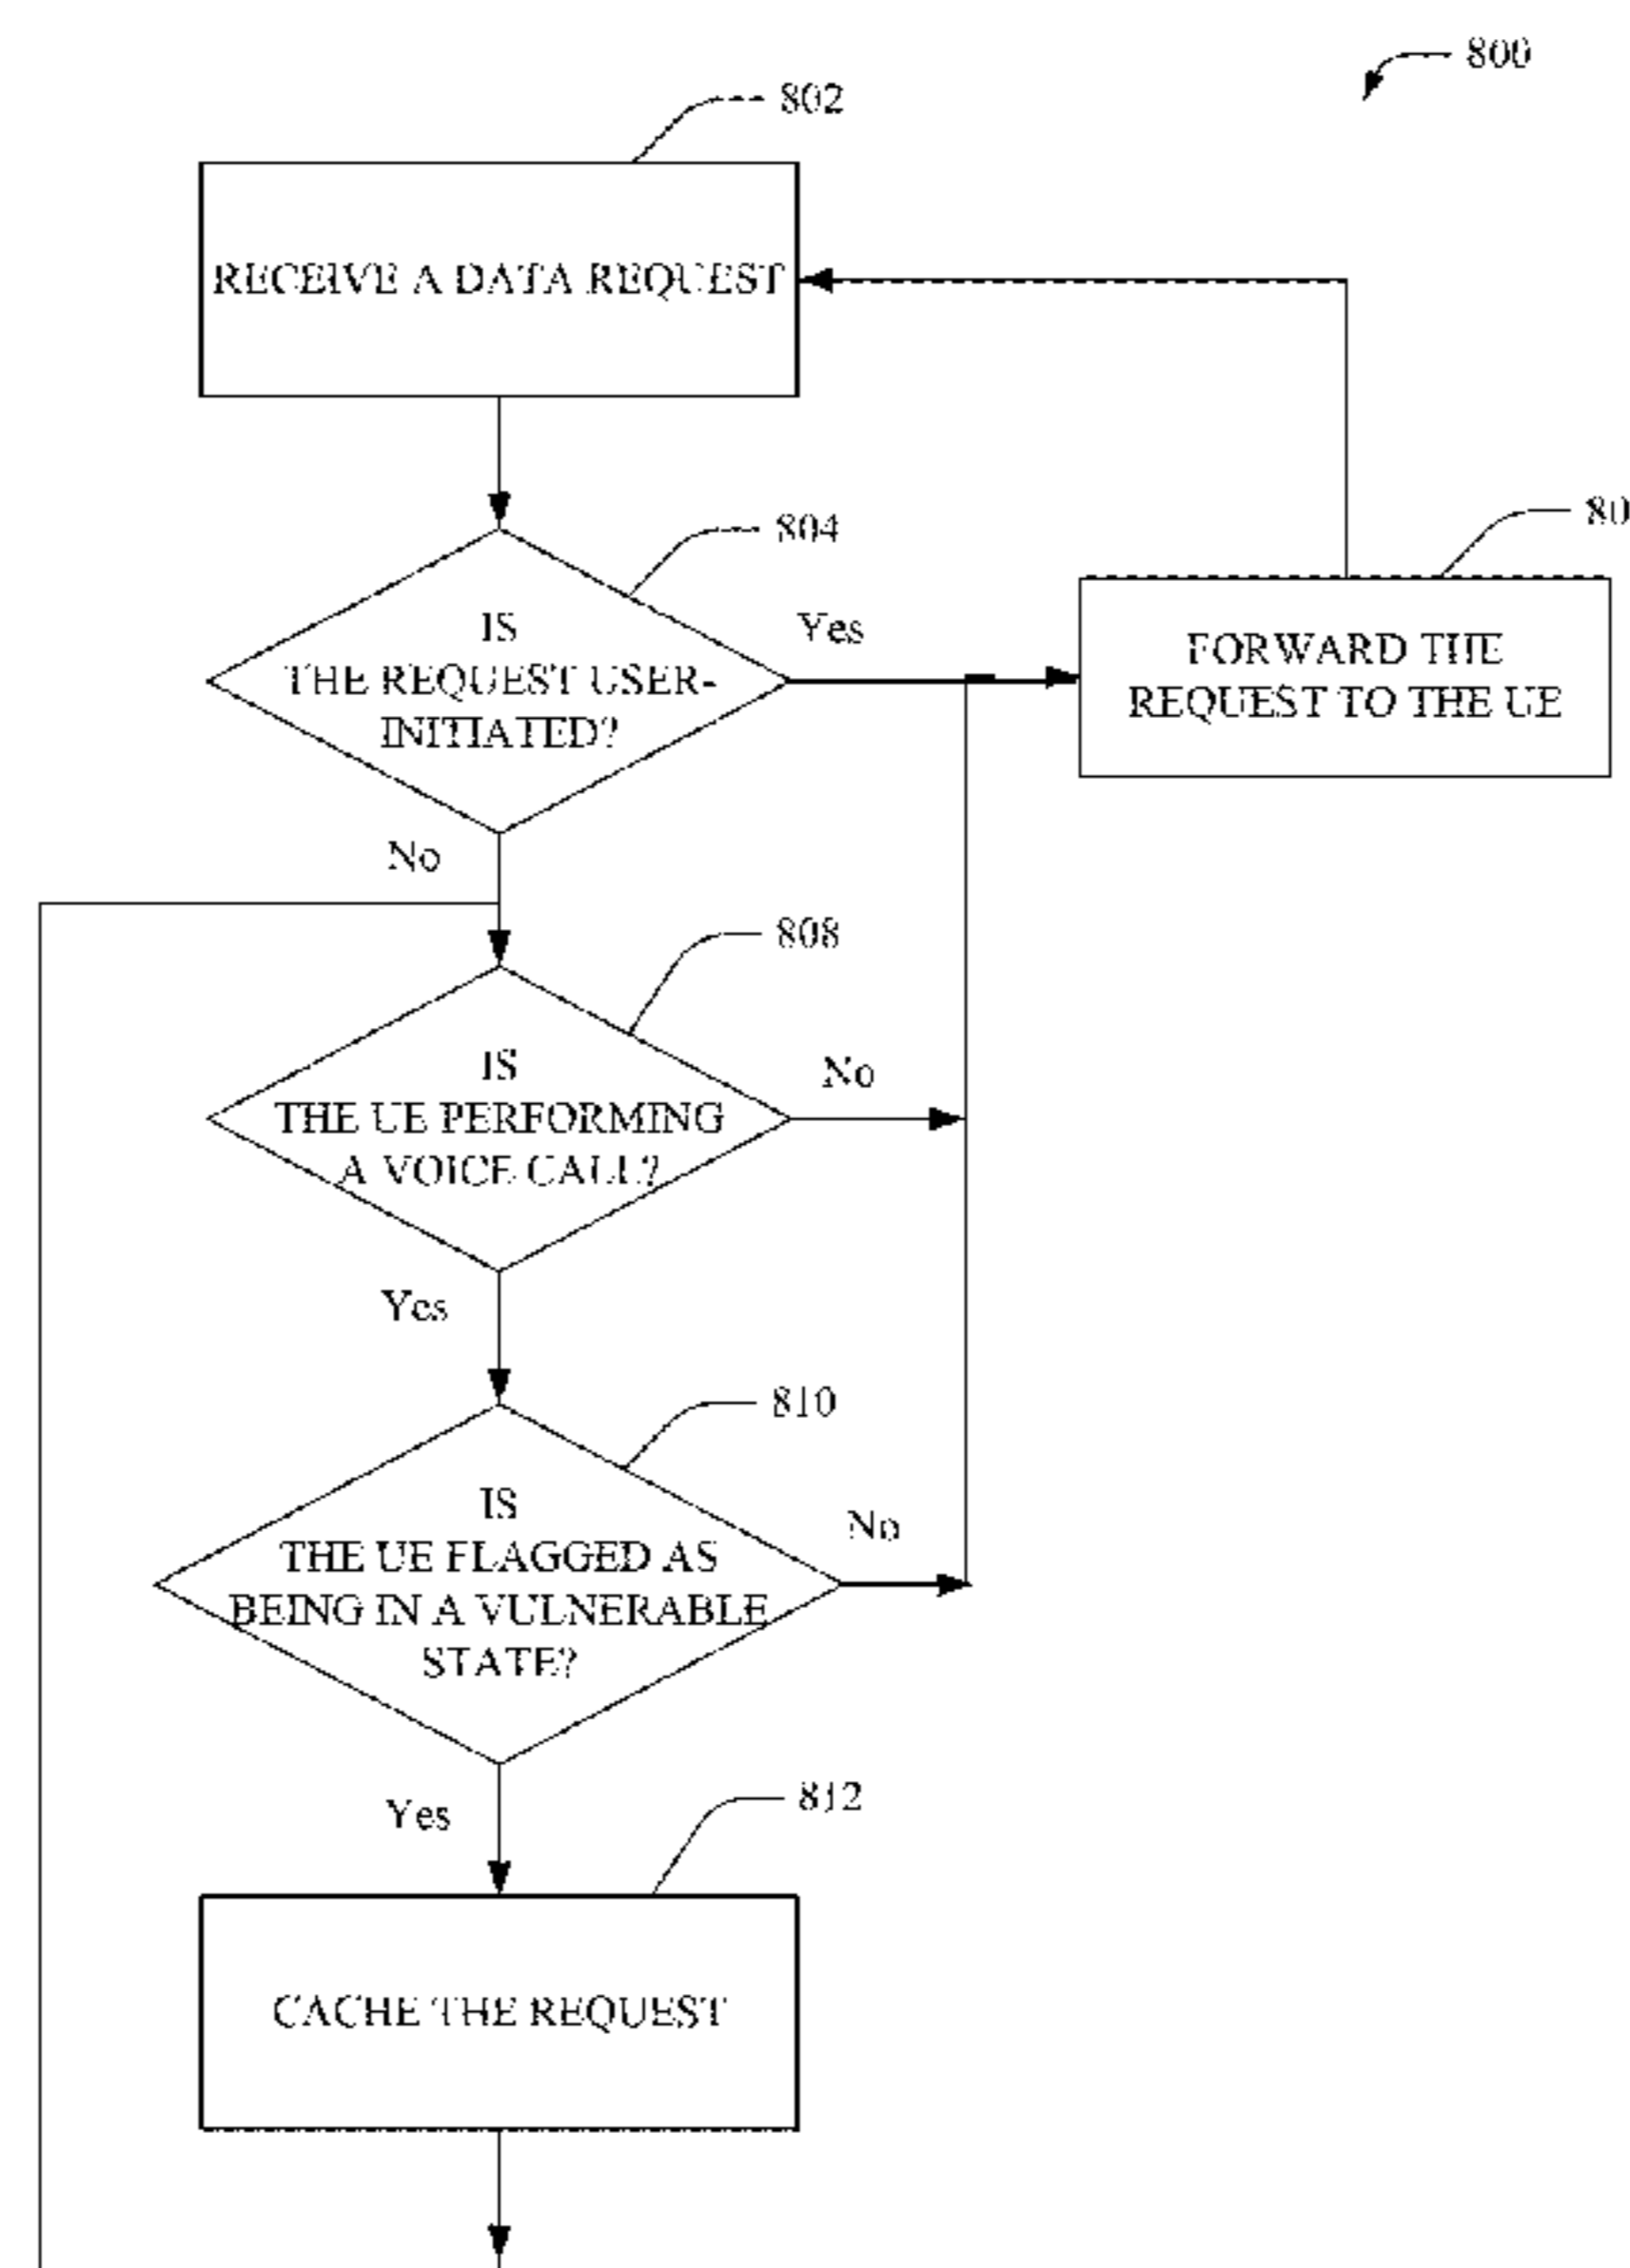 800
802
RECEIVE A DATA REQUEST
804
80
IS
THE REQUEST USER-
INITIATED?
Yes
FORWARD THE
REQUEST TO THE UE
No
808
IS
THE UE PERFORMING
A VOICE CALL?
No
Yes
810
IS
THE UE FLAGGED AS
BEING IN A VULNERABLE
STATE?
No
Yes
812
CACHE THE REQUEST